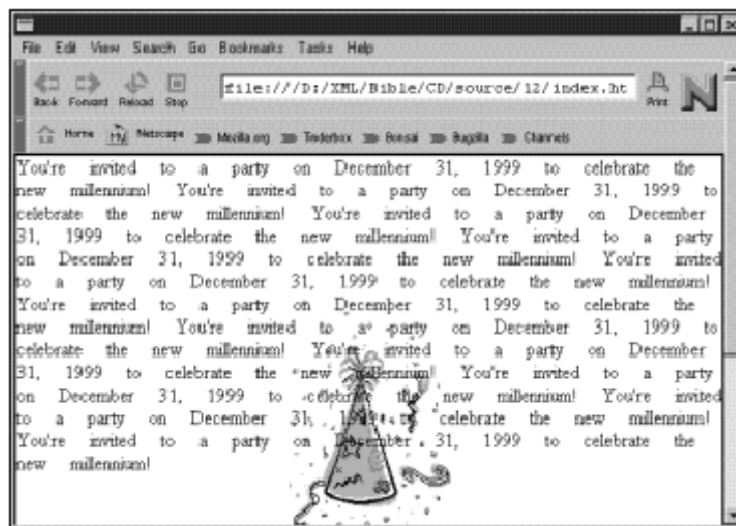 File Edit View Search Go Bookmarks Tasks Help
file:///D:/XML/Bible/CD/source/12/index.ht
Back Forward Reload Stop Print N
Home My Netscape Mozilla.org Tinderbox Bonsai Bugzilla Channels
You're invited to a party on December 31, 1999 to celebrate the
new millennium! You're invited to a party on December 31, 1999 to
celebrate the new millennium! You're invited to a party on December
31, 1999 to celebrate the new millennium! You're invited to a party
on December 31, 1999 to celebrate the new millennium! You're invited
to a party on December 31, 1999 to celebrate the new millennium!
You're invited to a party on December 31, 1999 to celebrate the
new millennium! You're invited to a party on December 31, 1999 to
celebrate the new millennium! You're invited to a party on December
31, 1999 to celebrate the new millennium! You're invited to a party
on December 31, 1999 to celebrate the new millennium! You're invited
to a party on December 31, 1999 to celebrate the new millennium!
You're invited to a party on December 31, 1999 to celebrate the
new millennium!